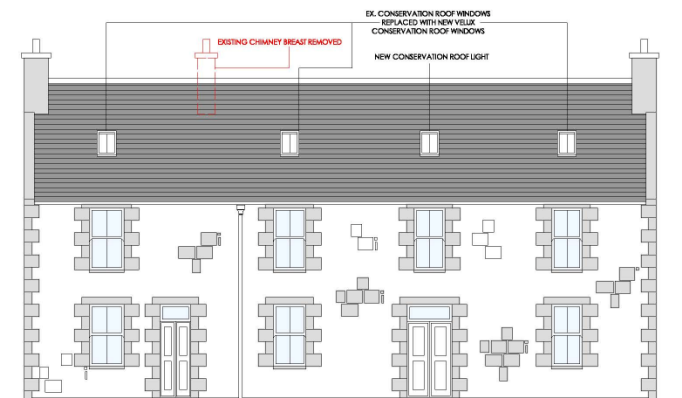 EX. CONSERVATION ROOF WINDOWS
REPLACED WITH NEW VELUX
CONSERVATION ROOF WINDOWS
EXISTING CHIMNEY BREAST REMOVED
NEW CONSERVATION ROOF LIGHT